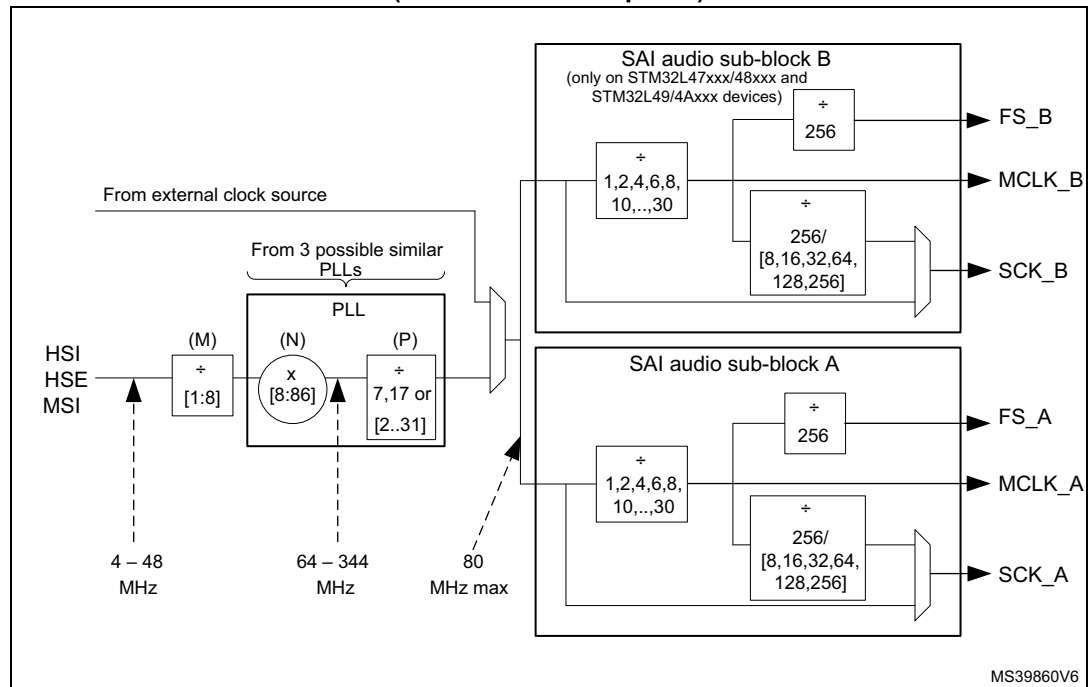 SAI audio sub-block B
(only on STM32L47xxx/48xxx and
STM32L49/4Axxx devices)
÷
256
FS_B
÷
1,2,4,6,8,
10,..,30
MCLK_B
÷
256/
[8,16,32,64,
128,256]
SCK_B
From external clock source
From 3 possible similar
PLLs
PLL
(M)
(N)
(P)
HSI
HSE
MSI
÷
[1:8]
x
[8:86]
÷
7,17 or
[2..31]
4 – 48
MHz
64 – 344
MHz
80
MHz max
SAI audio sub-block A
÷
256
FS_A
÷
1,2,4,6,8,
10,..,30
MCLK_A
÷
256/
[8,16,32,64,
128,256]
SCK_A
MS39860V6